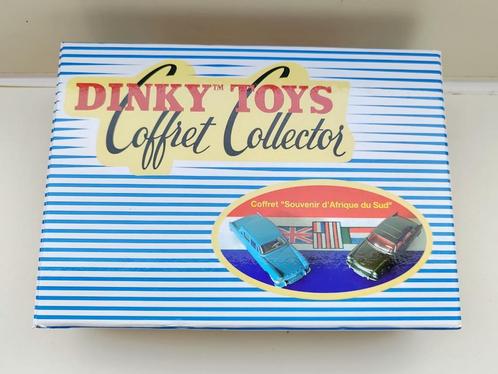 DINKY™ TOYS
Coffret Collector
Coffret "Souvenir d'Afrique du Sud"